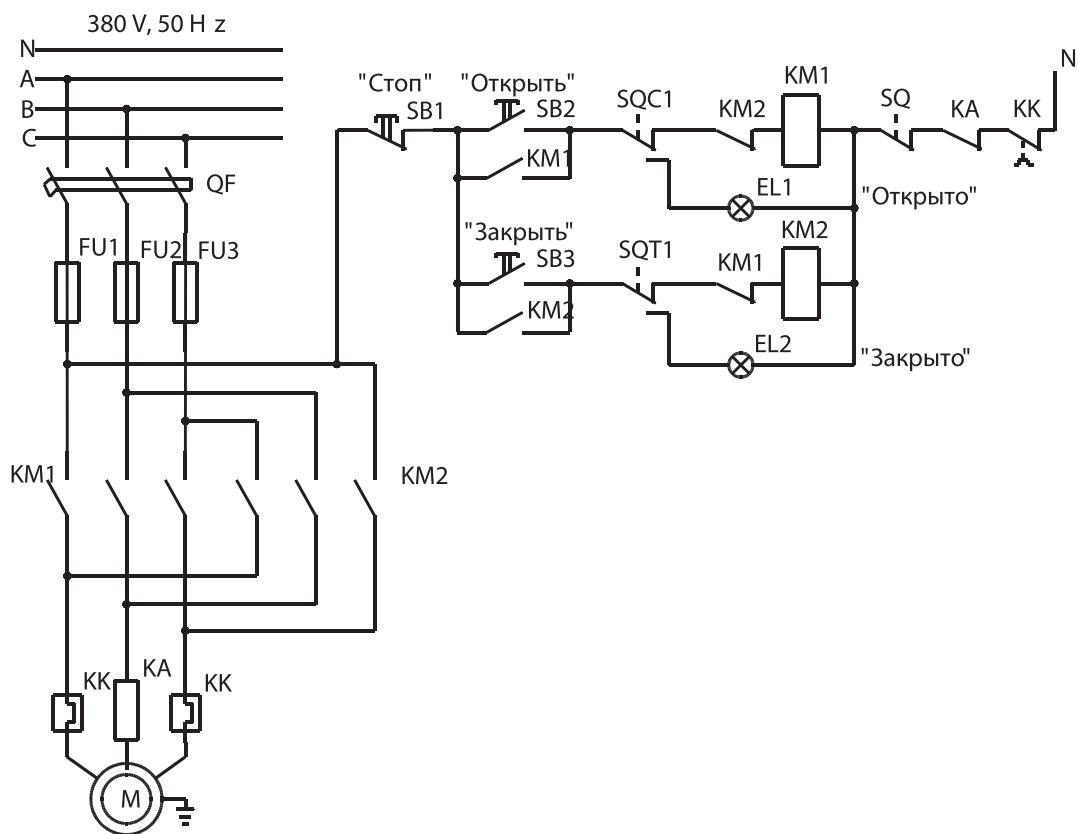 380 V, 50 H z
N
A
B
C
QF
FU1 FU2 FU3
KM1
KM2
KK
KA
KK
M
"Стоп"
SB1
"Открыть"
SB2
KM1
SQC1
KM2
KM1
SQ
KA
KK
N
EL1
"Открыто"
"Закрыть"
SB3
KM2
SQT1
KM1
KM2
EL2
"Закрыто"